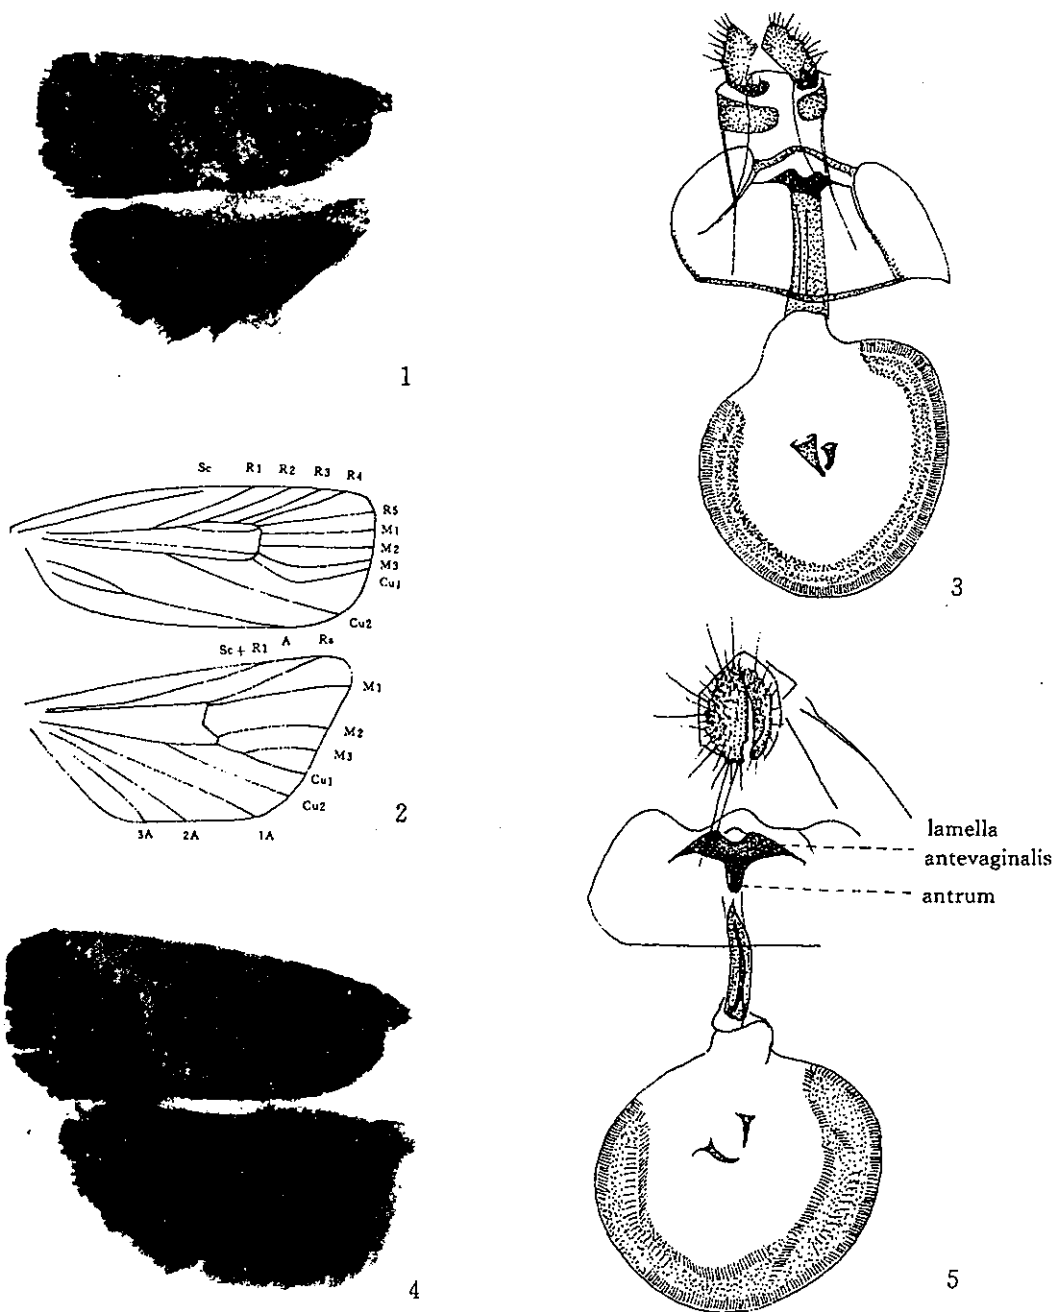 1
Sc R1 R2 R3 R4
R5
M1
M2
M3
Cu1
Cu2
A
Sc + R1 Rs
M1
M2
M3
Cu1
Cu2
3A 2A 1A
2
3
4
lamella
antevaginalis
antrum
5